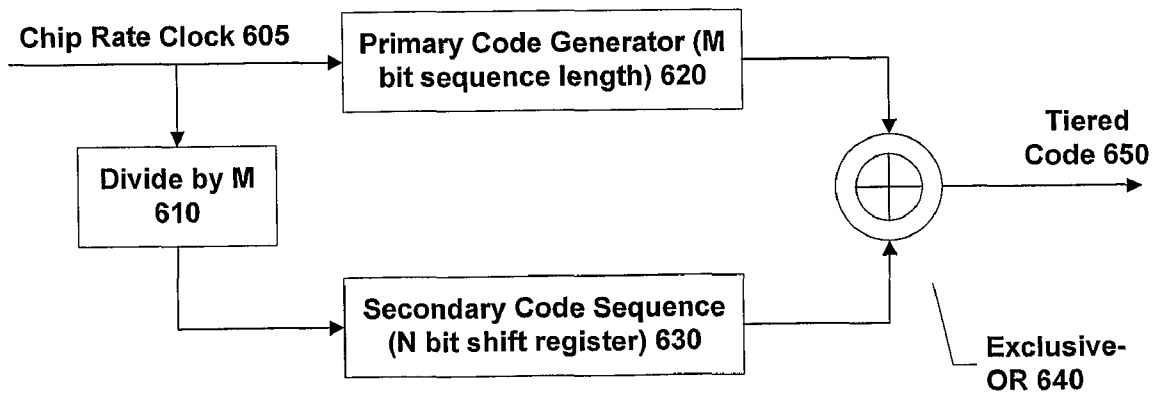 Chip Rate Clock 605
Primary Code Generator (M
bit sequence length) 620
Divide by M
610
Tiered
Code 650
Secondary Code Sequence
(N bit shift register) 630
Exclusive-
OR 640